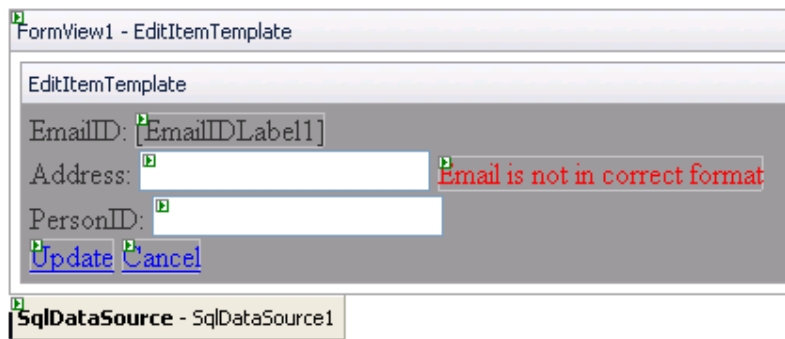 FormView1 - EditItemTemplate
EditItemTemplate
EmailID: [EmailIDLabel1]
Address: Email is not in correct format
PersonID:
Update Cancel
SqlDataSource - SqlDataSource1